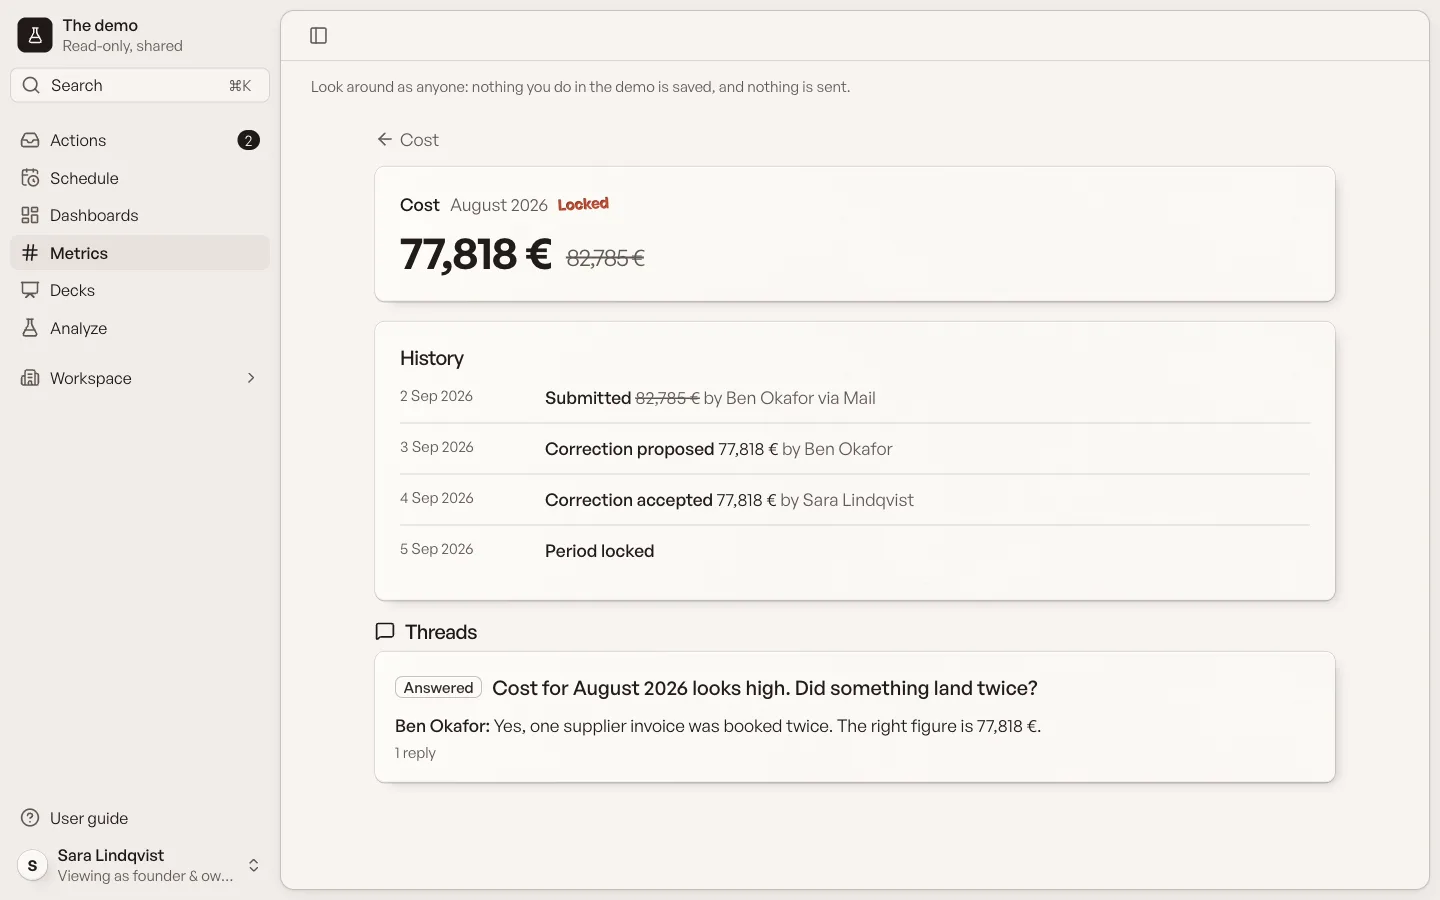 The demo
Read-only, shared
Search ⌘K
Actions 2
Schedule
Dashboards
Metrics
Decks
Analyze
Workspace
User guide
S
Sara Lindqvist
Viewing as founder & ow...
Look around as anyone: nothing you do in the demo is saved, and nothing is sent.
← Cost
Cost August 2026 Locked
77,818 € 82,785 €
History
2 Sep 2026 Submitted 82,785 € by Ben Okafor via Mail
3 Sep 2026 Correction proposed 77,818 € by Ben Okafor
4 Sep 2026 Correction accepted 77,818 € by Sara Lindqvist
5 Sep 2026 Period locked
Threads
Answered Cost for August 2026 looks high. Did something land twice?
Ben Okafor: Yes, one supplier invoice was booked twice. The right figure is 77,818 €.
1 reply